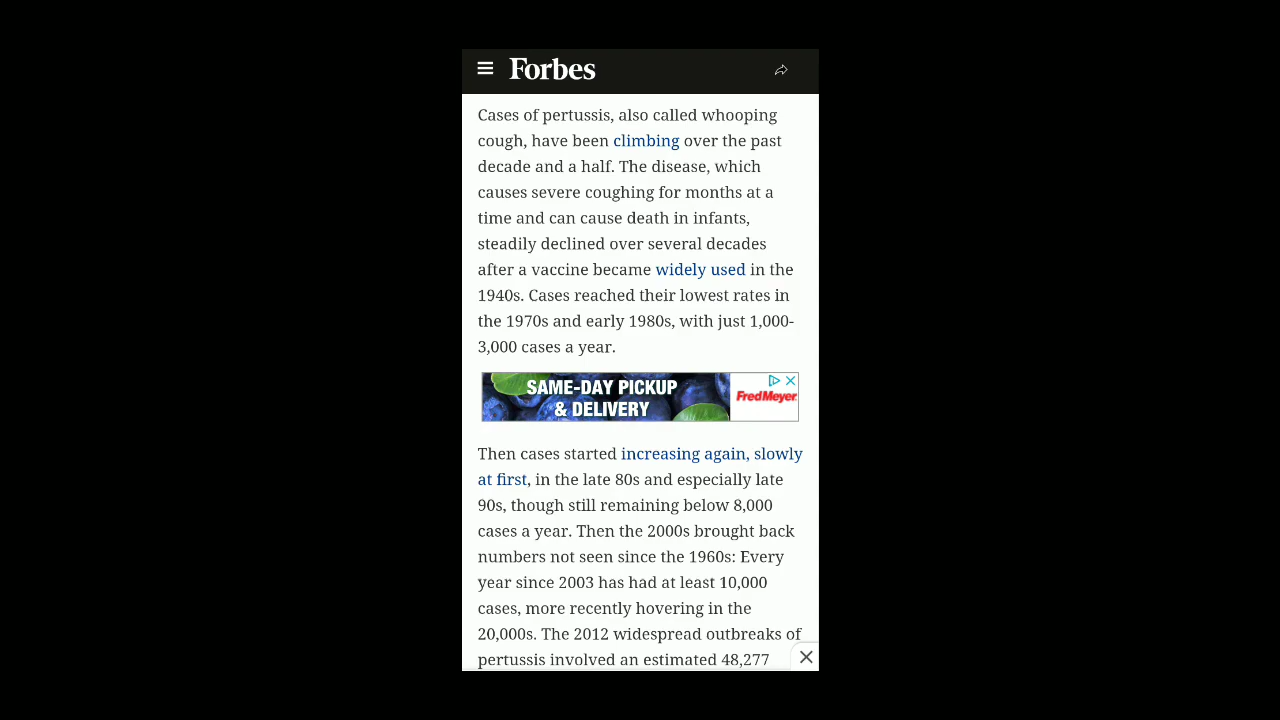 Forbes
Cases of pertussis, also called whooping
cough, have been climbing over the past
decade and a half. The disease, which
causes severe coughing for months at a
time and can cause death in infants,
steadily declined over several decades
after a vaccine became widely used in the
1940s. Cases reached their lowest rates in
the 1970s and early 1980s, with just 1,000-
3,000 cases a year.
SAME-DAY PICKUP
& DELIVERY
FredMeyer
Then cases started increasing again, slowly
at first, in the late 80s and especially late
90s, though still remaining below 8,000
cases a year. Then the 2000s brought back
numbers not seen since the 1960s: Every
year since 2003 has had at least 10,000
cases, more recently hovering in the
20,000s. The 2012 widespread outbreaks of
pertussis involved an estimated 48,277